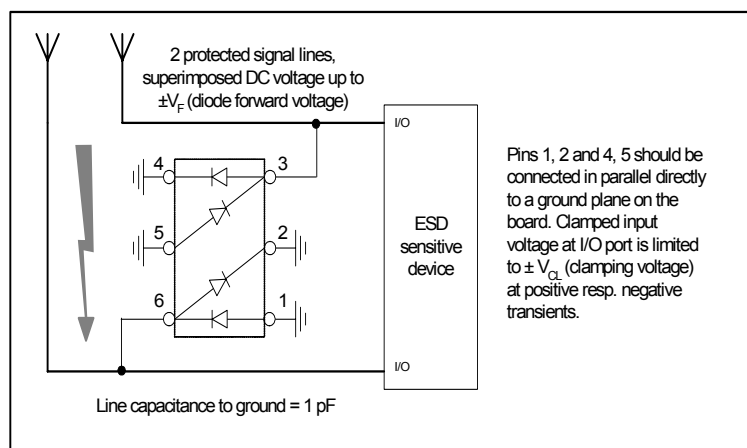 2 protected signal lines,
superimposed DC voltage up to
±VF (diode forward voltage)
I/O
4
3
5
2
6
1
ESD
sensitive
device
I/O
Pins 1, 2 and 4, 5 should be
connected in parallel directly
to a ground plane on the
board. Clamped input
voltage at I/O port is limited
to ± VCL (clamping voltage)
at positive resp. negative
transients.
Line capacitance to ground = 1 pF